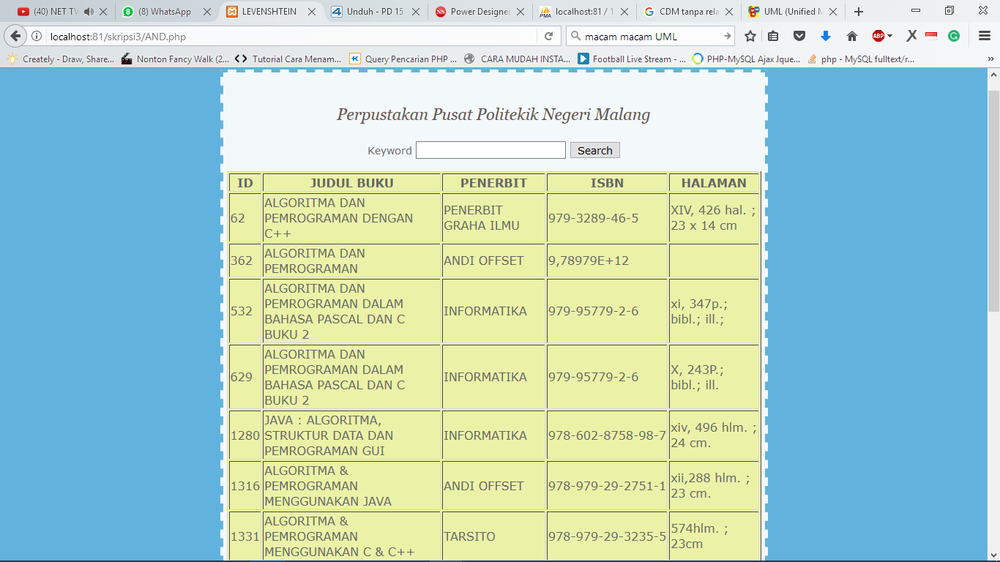 (40) NET TV
(8) WhatsApp
LEVENSHTEIN
Unduh - PD 15
Power Designer
localhost:81 / 1
CDM tanpa rela
UML (Unified M
localhost:81/skripsi3/AND.php
macam macam UML
Creately - Draw, Share...
Nonton Fancy Walk (2...
Tutorial Cara Menam...
Query Pencarian PHP ...
CARA MUDAH INSTA...
Football Live Stream - ...
PHP-MySQL Ajax Jque...
php - MySQL fulltext/r...
Perpustakan Pusat Politekik Negeri Malang
Keyword
Search
ID JUDUL BUKU PENERBIT ISBN HALAMAN
62
ALGORITMA DAN
PEMROGRAMAN DENGAN
C++
PENERBIT
GRAHA ILMU
979-3289-46-5
XIV, 426 hal. ;
23 x 14 cm
362
ALGORITMA DAN
PEMROGRAMAN
ANDI OFFSET
9,78979E+12
532
ALGORITMA DAN
PEMROGRAMAN DALAM
BAHASA PASCAL DAN C
BUKU 2
INFORMATIKA
979-95779-2-6
xi, 347p.;
bibl.; ill.;
629
ALGORITMA DAN
PEMROGRAMAN DALAM
BAHASA PASCAL DAN C
BUKU 2
INFORMATIKA
979-95779-2-6
X, 243P.;
bibl.; ill.
1280
JAVA : ALGORITMA,
STRUKTUR DATA DAN
PEMROGRAMAN GUI
INFORMATIKA
978-602-8758-98-7
xiv, 496 hlm. ;
24 cm.
1316
ALGORITMA &
PEMROGRAMAN
MENGGUNAKAN JAVA
ANDI OFFSET
978-979-29-2751-1
xii,288 hlm. ;
23 cm.
1331
ALGORITMA &
PEMROGRAMAN
MENGGUNAKAN C & C++
TARSITO
978-979-29-3235-5
574hlm. ;
23cm